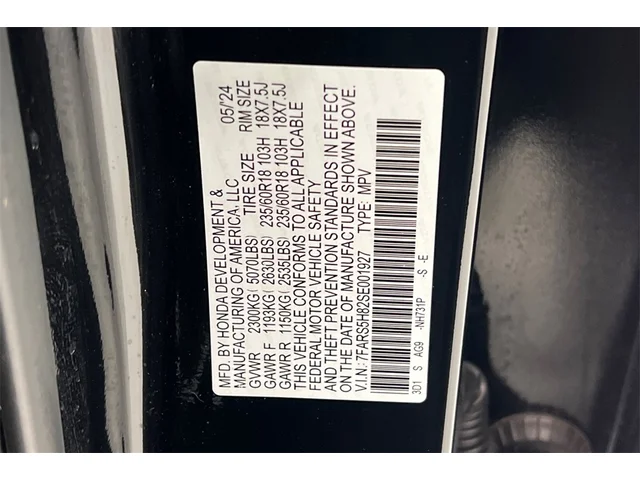 MFD. BY HONDA DEVELOPMENT & 05/'24
MANUFACTURING OF AMERICA, LLC
GVWR 2300KG( 5070LBS) TIRE SIZE RIM SIZE
GAWR F 1193KG( 2630LBS) 235/60R18 103H 18X7.5J
GAWR R 1150KG( 2535LBS) 235/60R18 103H 18X7.5J
THIS VEHICLE CONFORMS TO ALL APPLICABLE
FEDERAL MOTOR VEHICLE SAFETY
AND THEFT PREVENTION STANDARDS IN EFFECT
ON THE DATE OF MANUFACTURE SHOWN ABOVE.
V.I.N.: 7FARS5H82SE001927 TYPE: MPV
3D1 S AG9 -NH731P -S -E